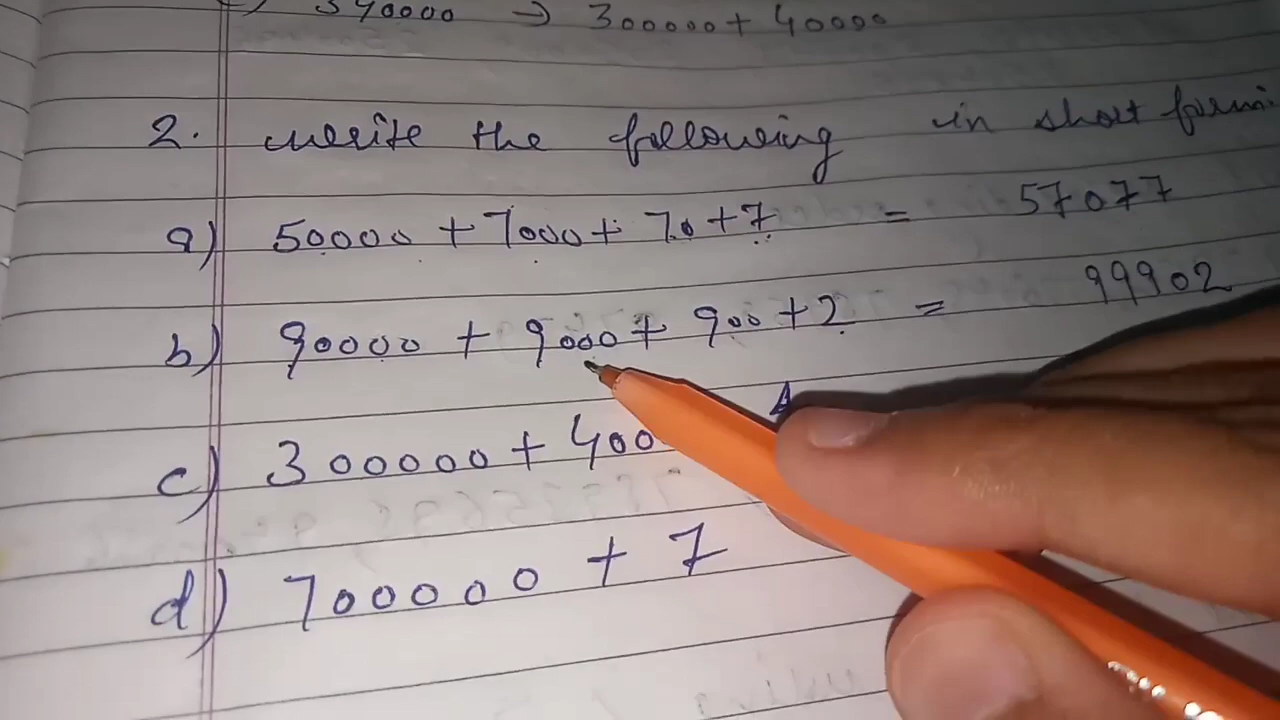 340000 → 300000 + 40000
2. write the following in short form
a) 50000 + 7000 + 70 + 7 = 57077
b) 90000 + 9000 + 900 + 2 = 99902
c) 300000 + 400
d) 700000 + 7